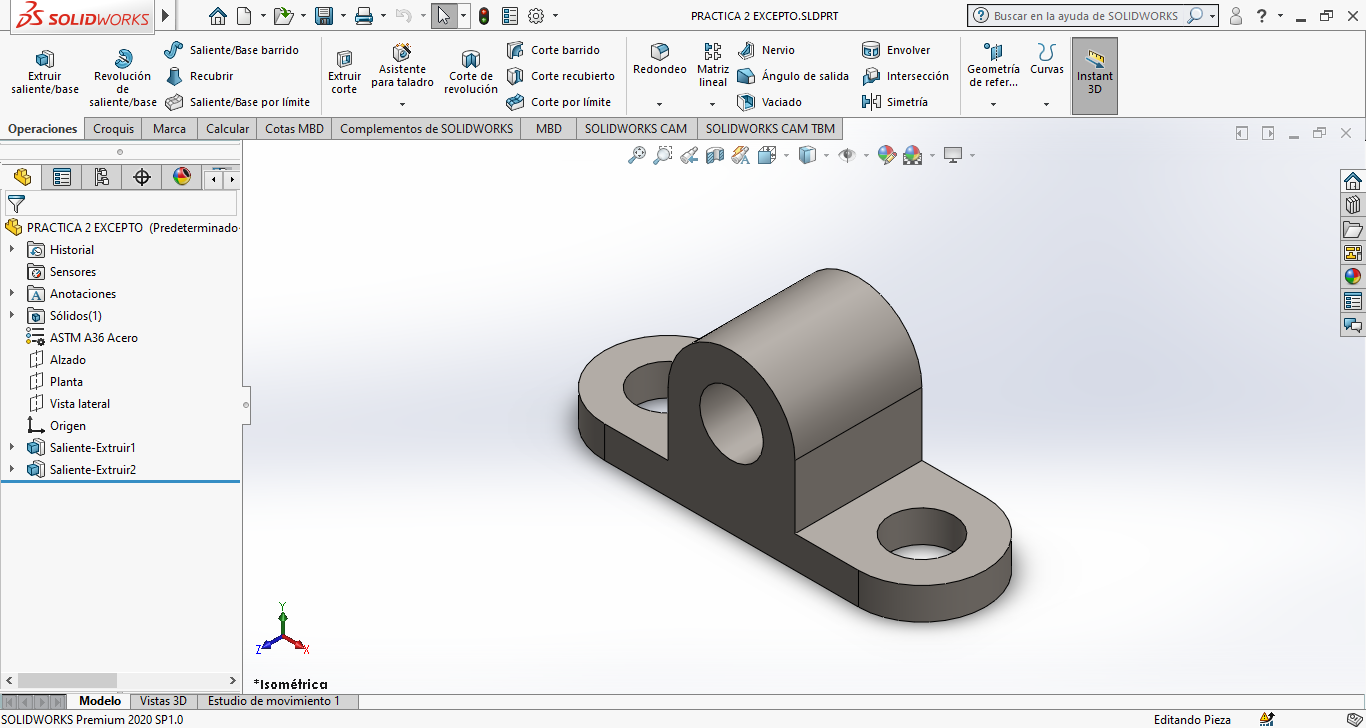 SOLIDWORKS
PRACTICA 2 EXCEPTO.SLDPRT
Buscar en la ayuda de SOLIDWORKS
Extruir saliente/base
Revolución de saliente/base
Saliente/Base barrido
Recubrir
Saliente/Base por límite
Extruir corte
Asistente para taladro
Corte de revolución
Corte barrido
Corte recubierto
Corte por límite
Redondeo
Matriz lineal
Nervio
Ángulo de salida
Vaciado
Envolver
Intersección
Simetría
Geometría de refer...
Curvas
Instant 3D
Operaciones
Croquis
Marca
Calcular
Cotas MBD
Complementos de SOLIDWORKS
MBD
SOLIDWORKS CAM
SOLIDWORKS CAM TBM
PRACTICA 2 EXCEPTO (Predeterminado
Historial
Sensores
Anotaciones
Sólidos(1)
ASTM A36 Acero
Alzado
Planta
Vista lateral
Origen
Saliente-Extruir1
Saliente-Extruir2
Y
Z
X
*Isométrica
Modelo
Vistas 3D
Estudio de movimiento 1
SOLIDWORKS Premium 2020 SP1.0
Editando Pieza